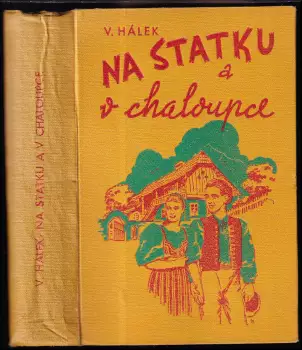 V. HÁLEK
NA STATKU
a
v chaloupce
V. HÁLEK: NA STATKU A V CHALOUPCE